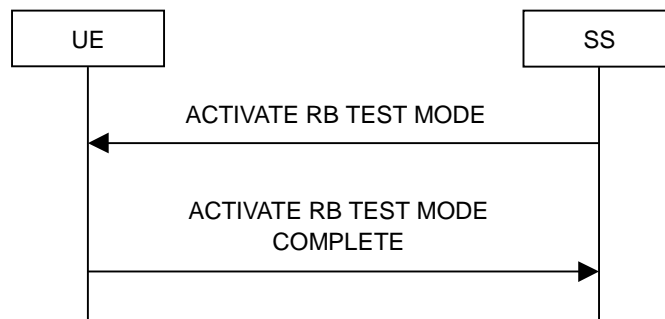 UE
SS
ACTIVATE RB TEST MODE
ACTIVATE RB TEST MODE
COMPLETE